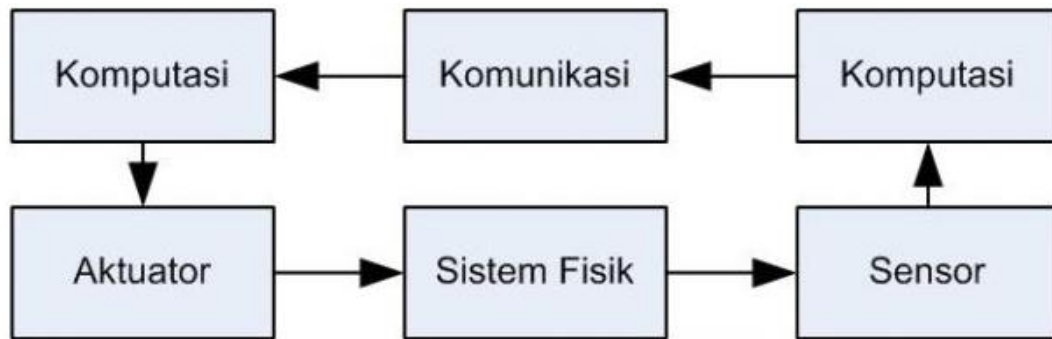 Komputasi
Komunikasi
Komputasi
Aktuator
Sistem Fisik
Sensor